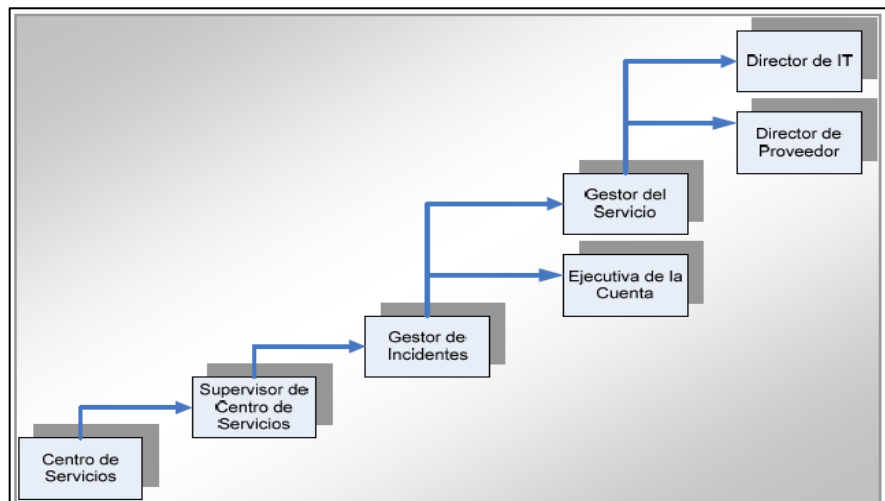 Director de IT
Director de
Proveedor
Gestor del
Servicio
Ejecutiva de la
Cuenta
Gestor de
Incidentes
Supervisor de
Centro de
Servicios
Centro de
Servicios